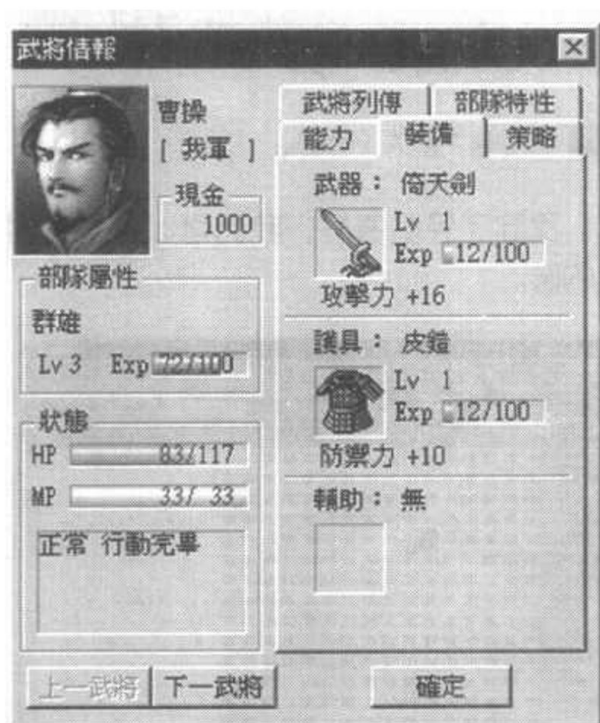 武將情報
曹操
[ 我軍 ]
現金
1000
部隊屬性
群雄
Lv 3 Exp 72/100
狀態
HP 83/117
MP 33/ 33
正常 行動完畢
武將列傳 部隊特性
能力 裝備 策略
武器： 倚天劍
Lv 1
Exp 12/100
攻擊力 +16
護具： 皮鎧
Lv 1
Exp 12/100
防禦力 +10
輔助： 無
上一武將 下一武將 確定